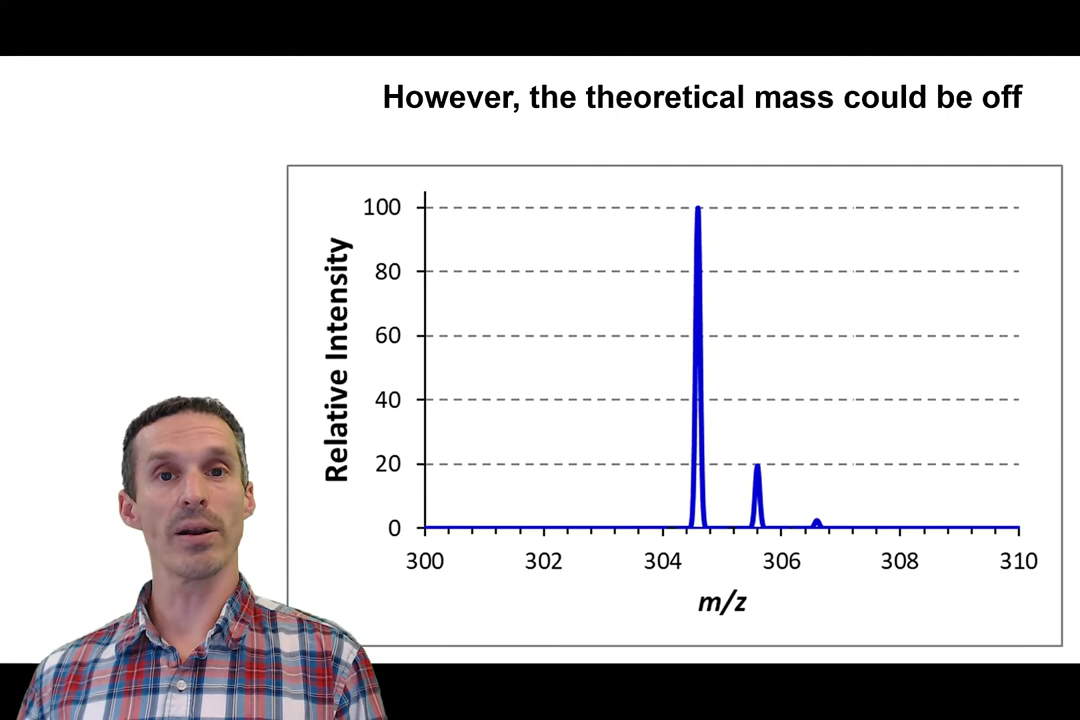 However, the theoretical mass could be off
Relative Intensity
100
80
60
40
20
0
300 302 304 306 308 310
m/z